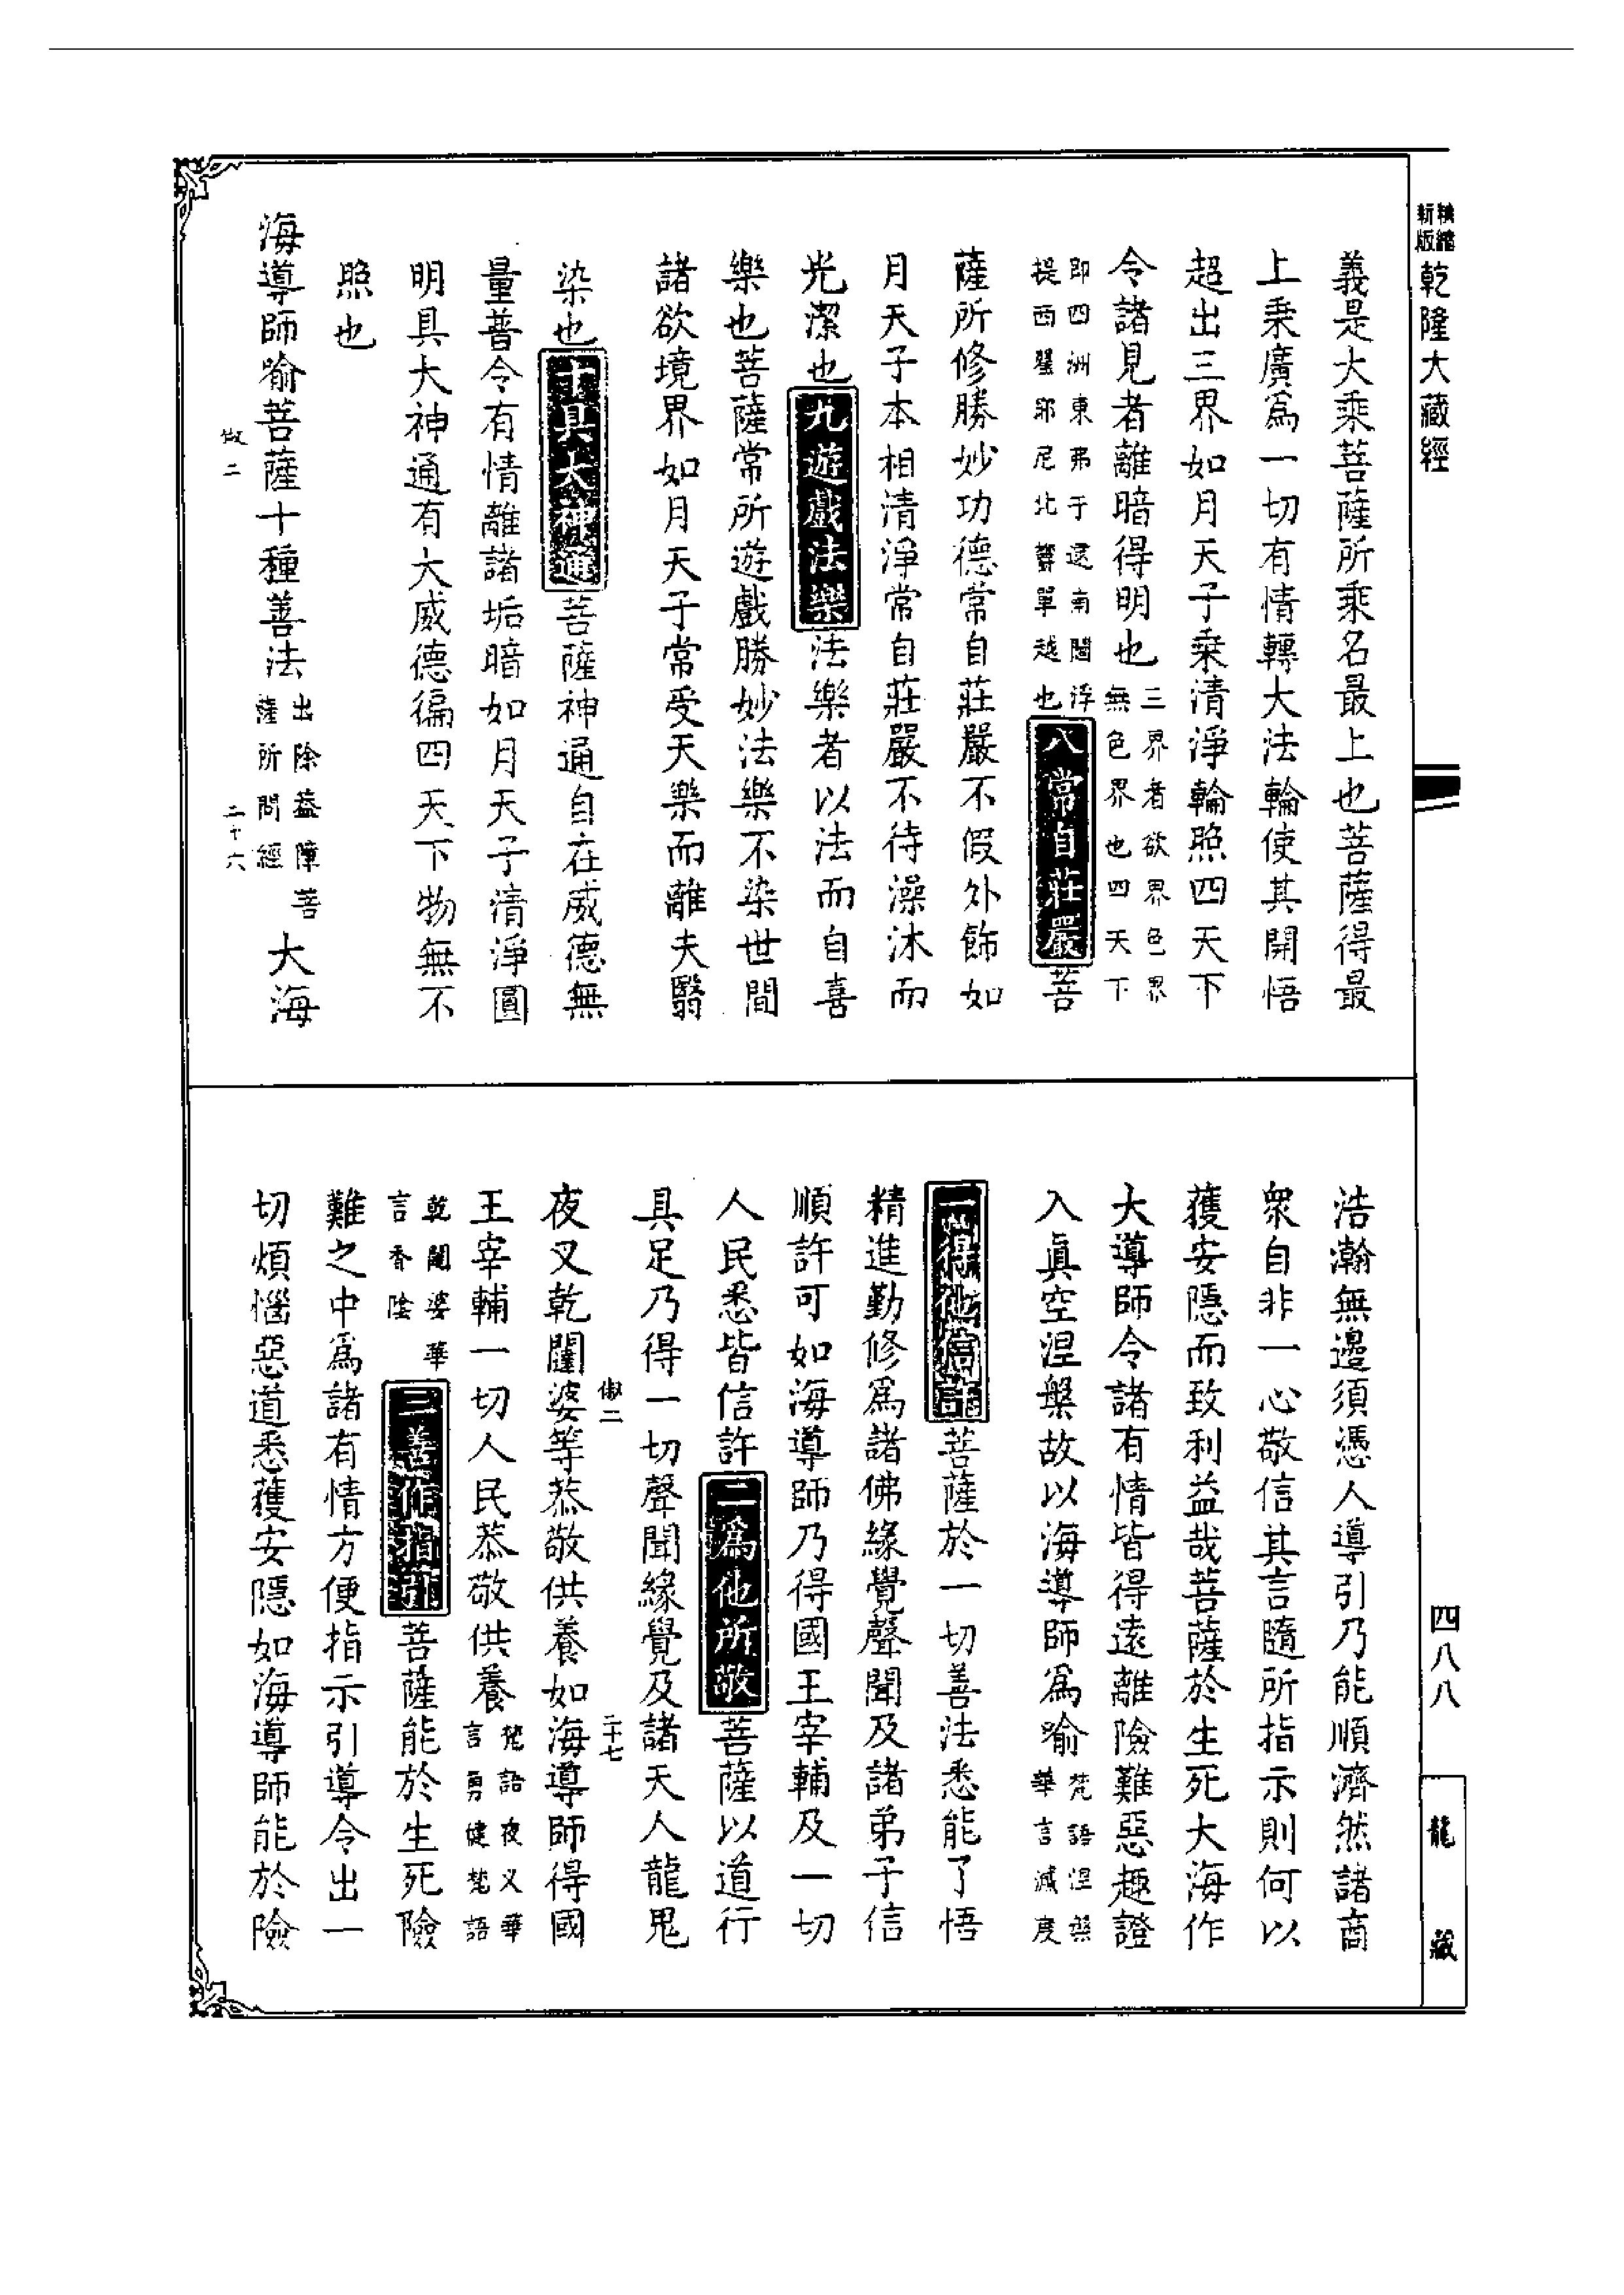 精縮新版
乾隆大藏經
義是大乘菩薩所乘名最上也菩薩得最
上乘廣爲一切有情轉大法輪使其開悟
超出三界如月天子乘清淨輪照四天下
令諸見者離暗得明也三界者欲界色界無色界也四天下
即四洲東弗于逮南閻浮提西瞿耶尼北鬱單越也八常自莊嚴菩
薩所修勝妙功德常自莊嚴不假外飾如
月天子本相清淨常自莊嚴不待澡沐而
光潔也九遊戲法樂法樂者以法而自喜
樂也菩薩常所遊戲勝妙法樂不染世間
諸欲境界如月天子常受天樂而離夫翳
染也十具大神通菩薩神通自在威德無
量普令有情離諸垢暗如月天子清淨圓
明具大神通有大威德徧四天下物無不
照也
海導師喻菩薩十種善法出除葢障菩薩所問經大海
二十六
浩瀚無邊須憑人導引乃能順濟然諸商
衆自非一心敬信其言隨所指示則何以
獲安隱而致利益哉菩薩於生死大海作
大導師令諸有情皆得遠離險難惡趣證
入眞空涅槃故以海導師爲喻梵語涅槃華言滅度
一得他信許菩薩於一切善法悉能了悟
精進勤修爲諸佛緣覺聲聞及諸弟子信
順許可如海導師乃得國王宰輔及一切
人民悉皆信許二爲他所敬菩薩以道行
具足乃得一切聲聞緣覺及諸天人龍鬼
二十七
夜叉乾闥婆等恭敬供養如海導師得國
王宰輔一切人民恭敬供養梵語夜叉華言勇健梵語
乾闥婆華言香陰三善作指引菩薩能於生死險
難之中爲諸有情方便指示引導令出一
切煩惱惡道悉獲安隱如海導師能於險
四八八
龍藏